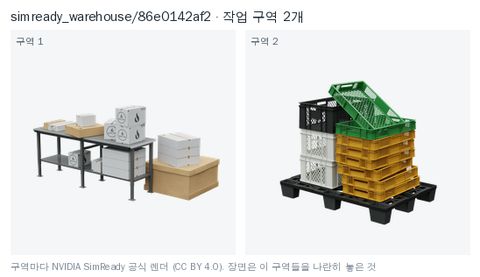 simready_warehouse/86e0142af2 · 작업 구역 2개
구역 1
구역 2
구역마다 NVIDIA SimReady 공식 렌더 (CC BY 4.0). 장면은 이 구역들을 나란히 놓은 것